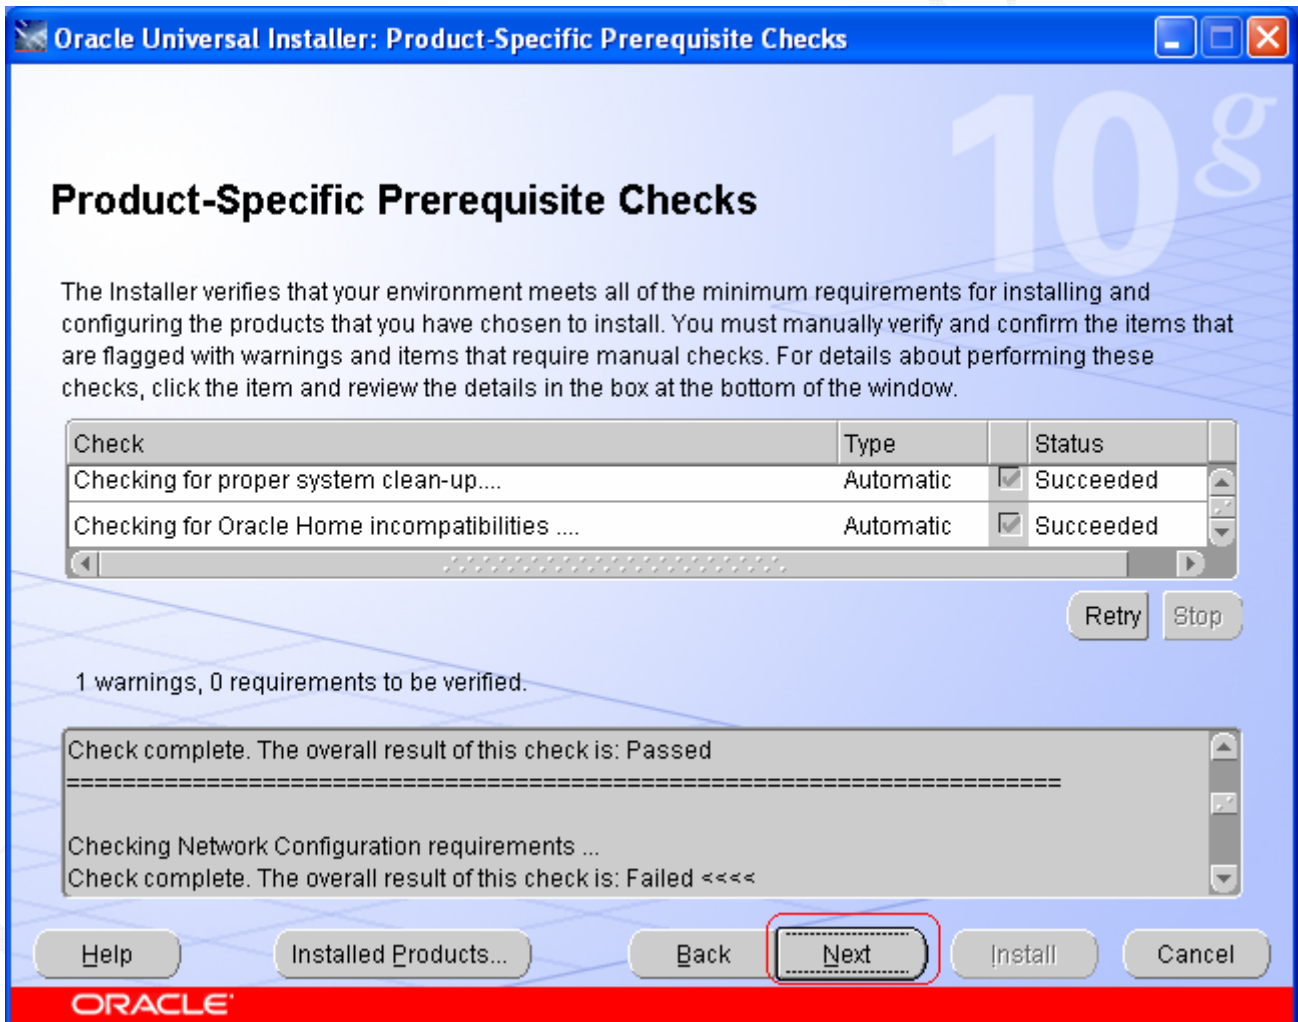 Oracle Universal Installer: Product-Specific Prerequisite Checks
10g
Product-Specific Prerequisite Checks
The Installer verifies that your environment meets all of the minimum requirements for installing and
configuring the products that you have chosen to install. You must manually verify and confirm the items that
are flagged with warnings and items that require manual checks. For details about performing these
checks, click the item and review the details in the box at the bottom of the window.
Check Type Status
Checking for proper system clean-up.... Automatic Succeeded
Checking for Oracle Home incompatibilities .... Automatic Succeeded
Retry Stop
1 warnings, 0 requirements to be verified.
Check complete. The overall result of this check is: Passed
=======================================================================
Checking Network Configuration requirements ...
Check complete. The overall result of this check is: Failed <<<<
Help Installed Products... Back Next Install Cancel
ORACLE